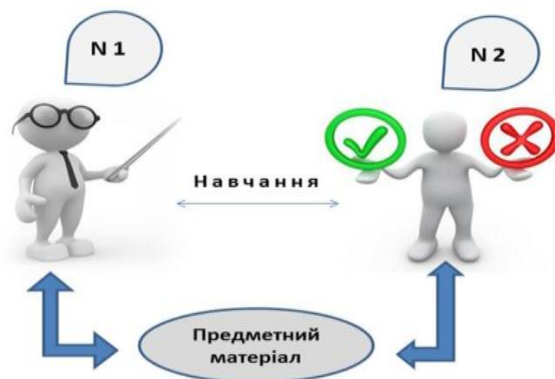 N 1
N 2
Навчання
Предметний
матеріал